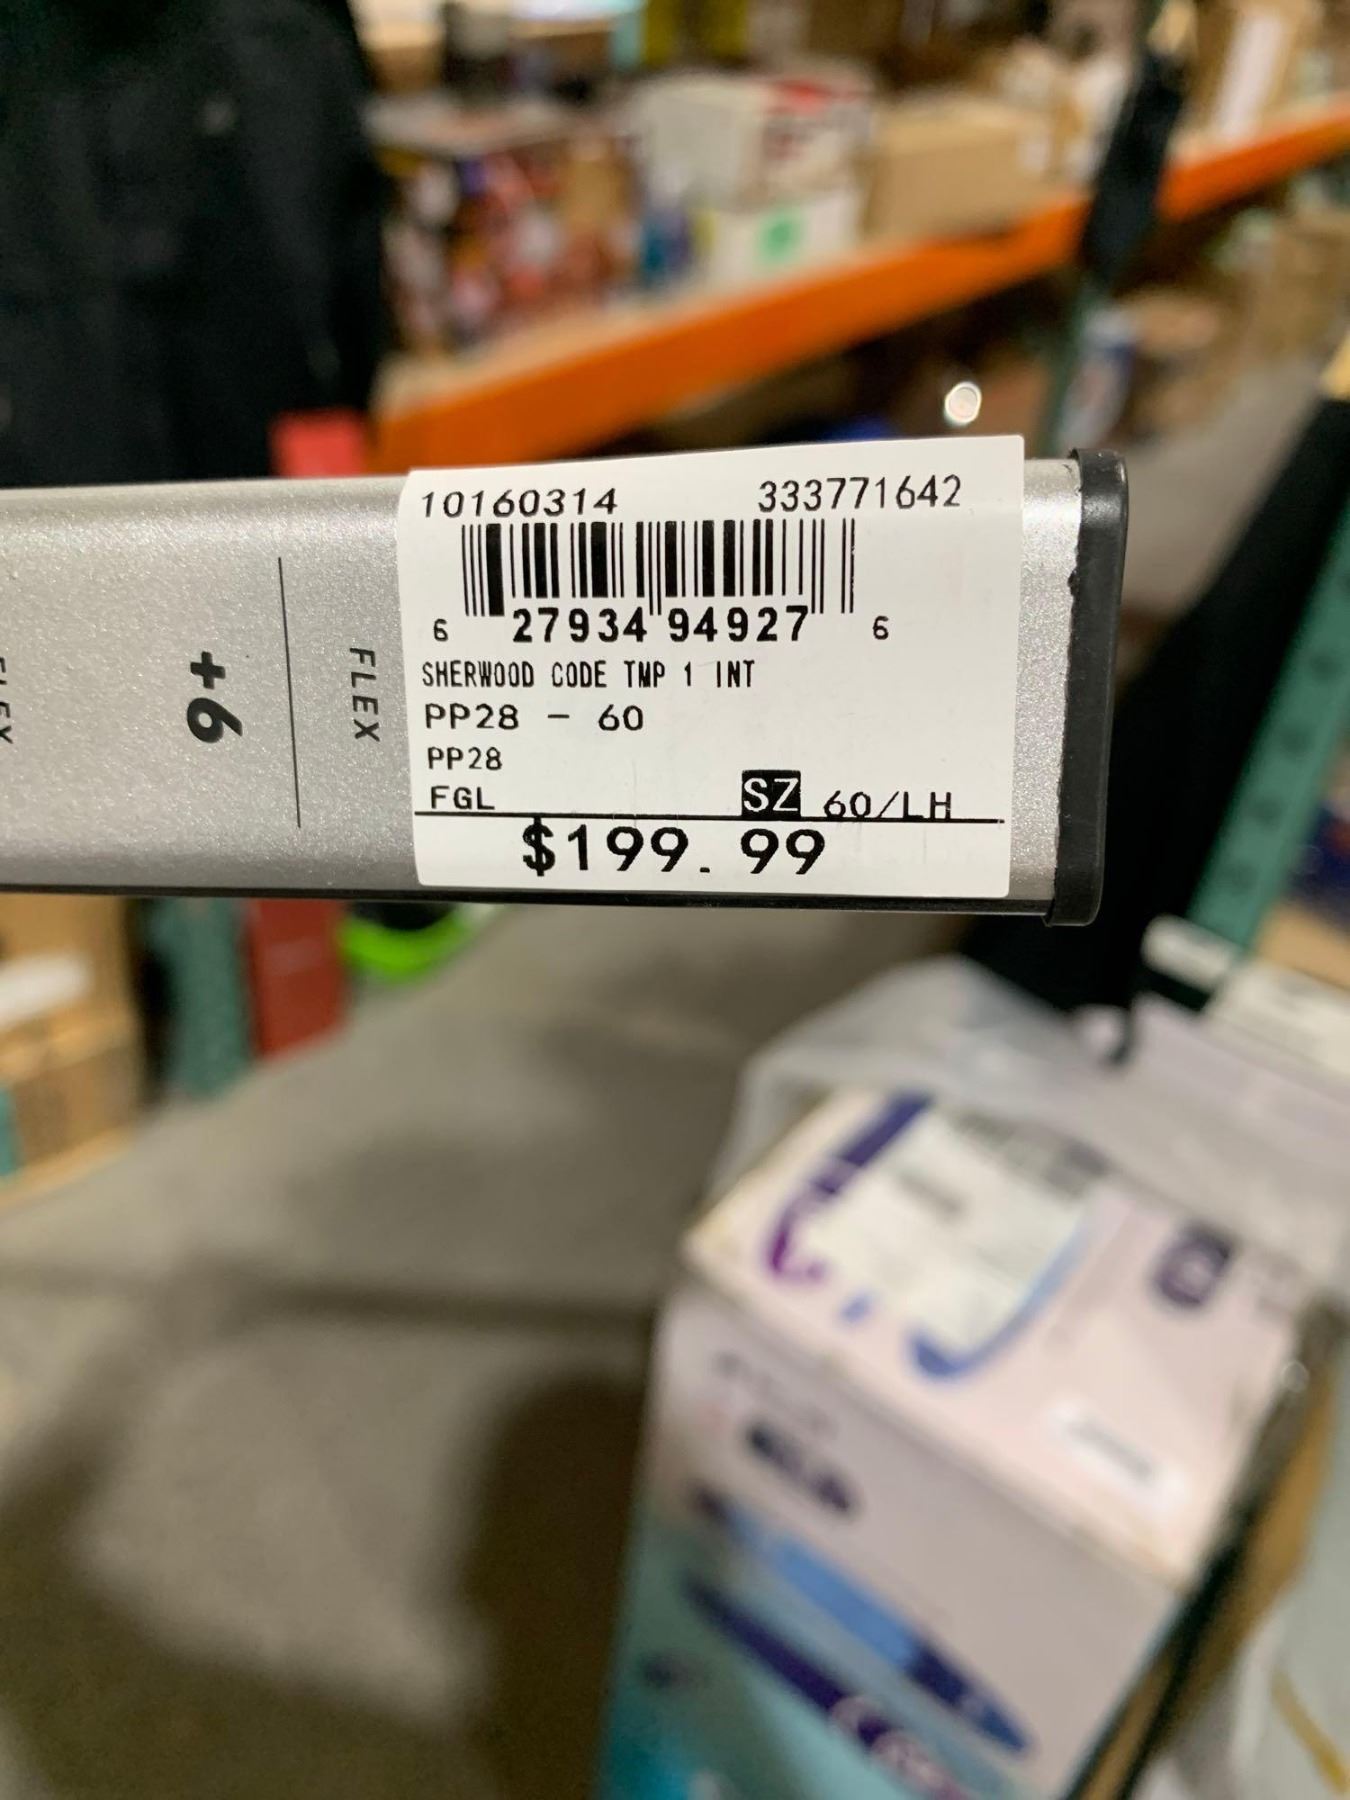 10160314 333771642
6 27934 94927 6
SHERWOOD CODE TMP 1 INT
PP28 - 60
PP28
FGL SZ 60/LH
$199.99
FLEX
+6